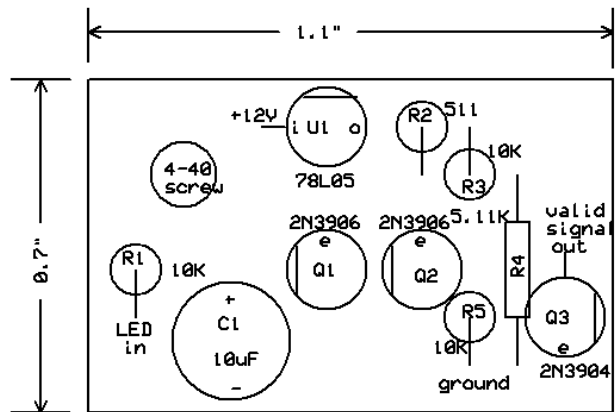 1.1"
0.7"
+12V
i U1 o
78L05
R2
511
10K
R3
4-40
screw
2N3906
e
Q1
2N3906
e
Q2
5.11K
R4
valid
signal
out
R1
10K
LED
in
+
C1
10uF
-
R5
10K
ground
Q3
e
2N3904